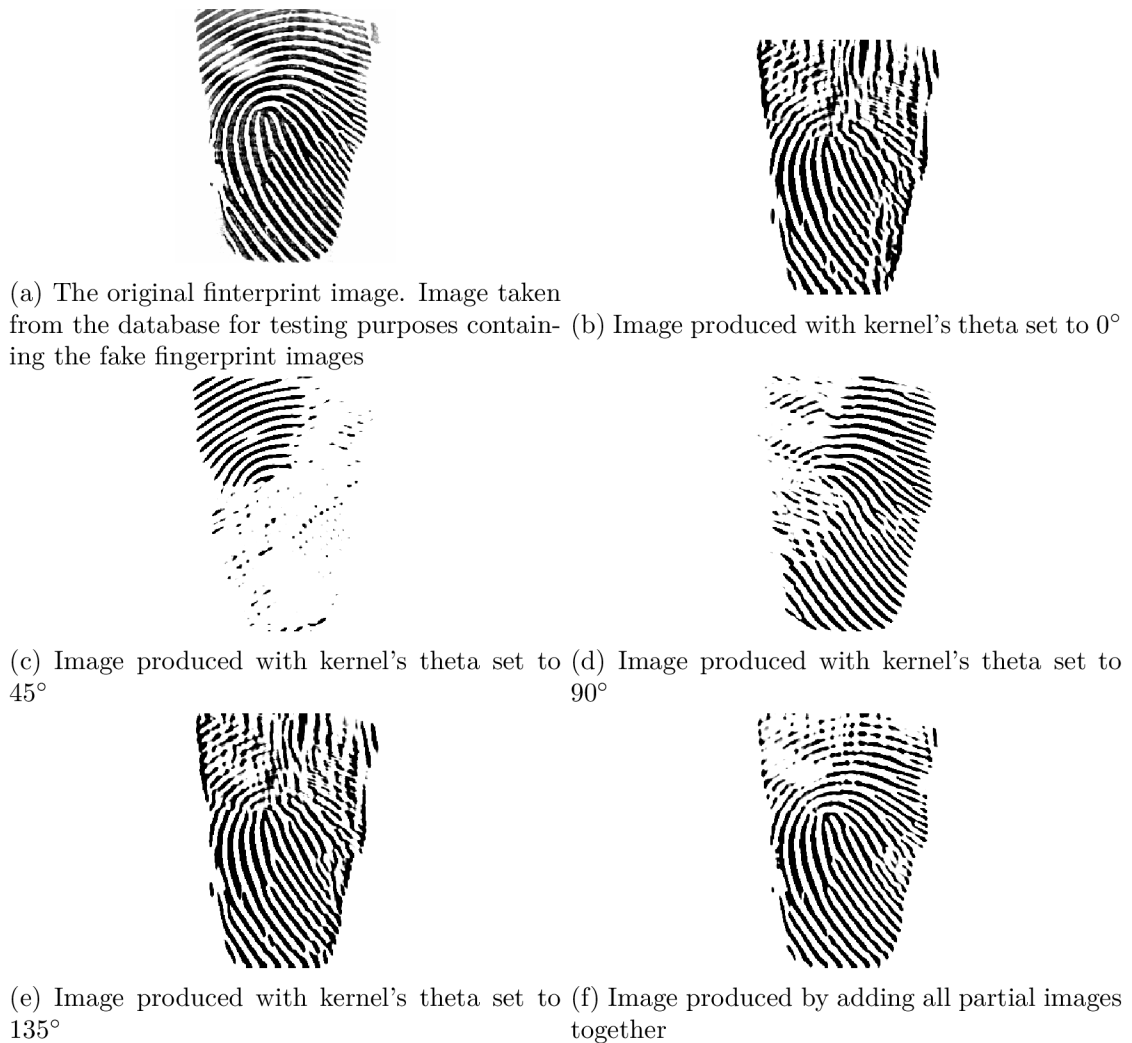 (a) The original finterprint image. Image taken
from the database for testing purposes contain-
ing the fake fingerprint images
(b) Image produced with kernel's theta set to 0°
(c) Image produced with kernel's theta set to
45°
(d) Image produced with kernel's theta set to
90°
(e) Image produced with kernel's theta set to
135°
(f) Image produced by adding all partial images
together